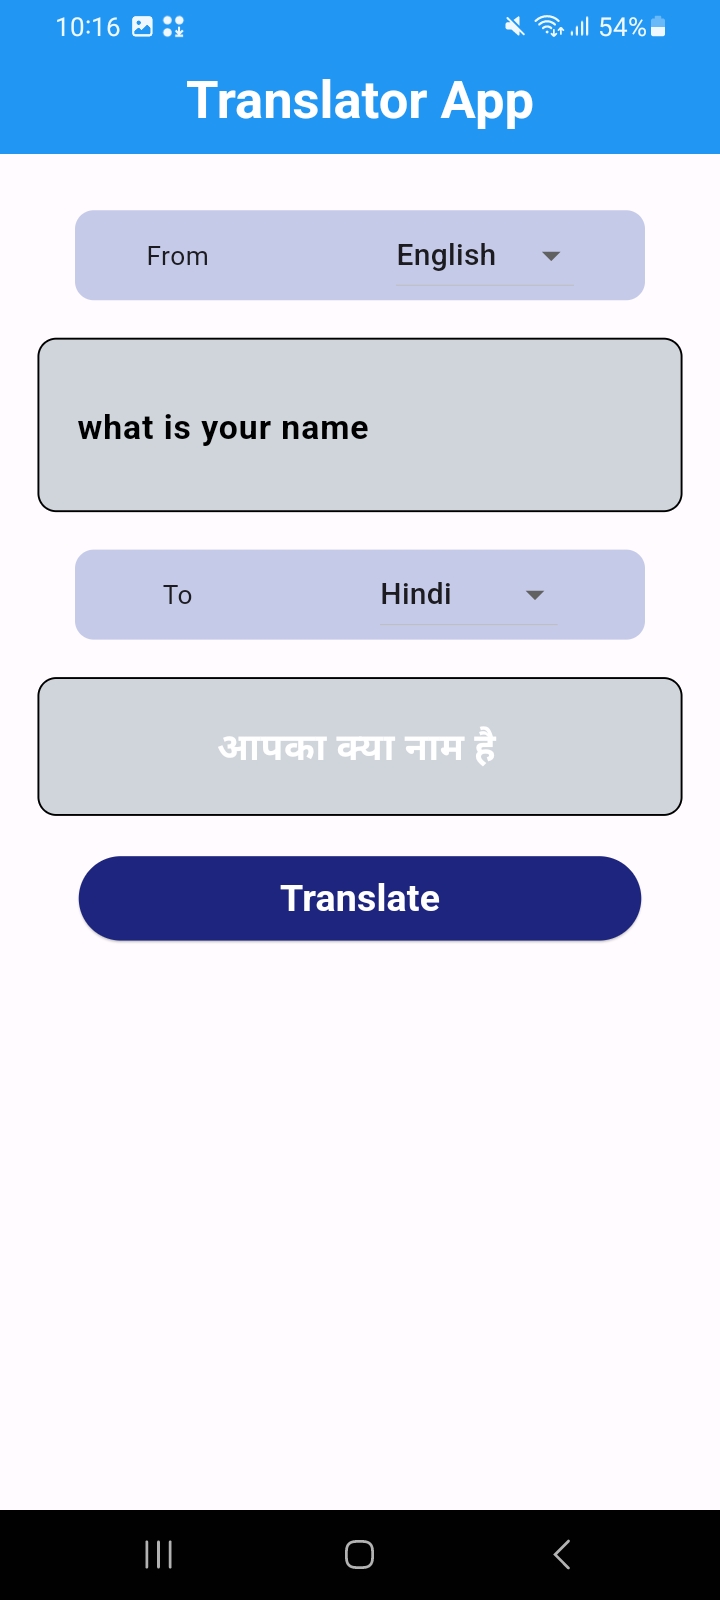 10:16 54%
Translator App
From English
what is your name
To Hindi
आपका क्या नाम है
Translate